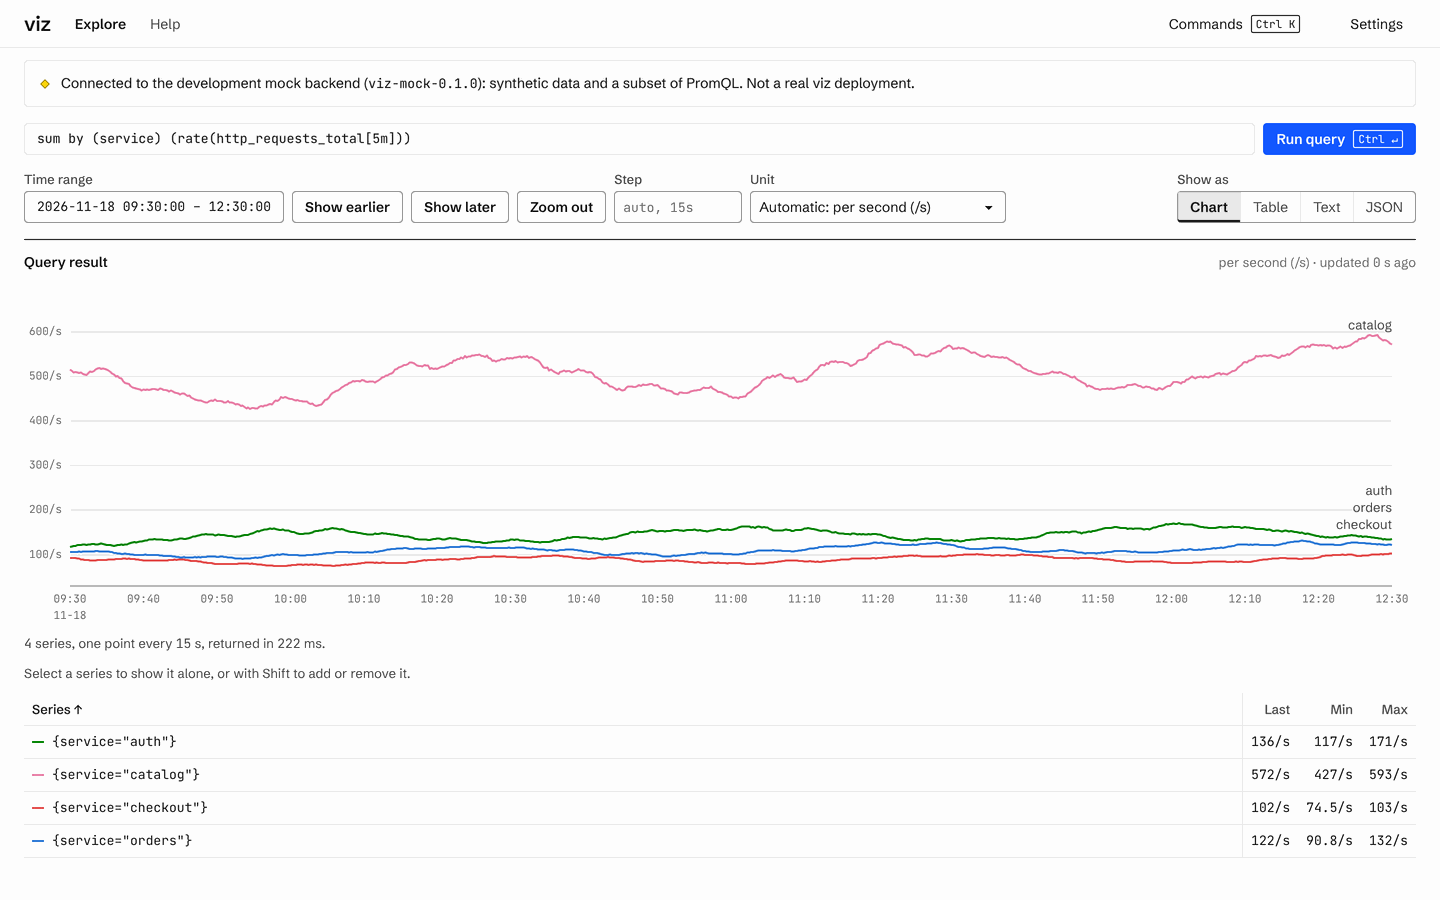 viz Explore Help Commands Ctrl K Settings
Connected to the development mock backend (viz-mock-0.1.0): synthetic data and a subset of PromQL. Not a real viz deployment.
sum by (service) (rate(http_requests_total[5m])) Run query Ctrl ↵
Time range Step Unit Show as
2026-11-18 09:30:00 – 12:30:00 Show earlier Show later Zoom out auto, 15s Automatic: per second (/s) Chart Table Text JSON
Query result per second (/s) · updated 0 s ago
catalog
600/s
500/s
400/s
300/s
auth
200/s orders
checkout
100/s
09:30 09:40 09:50 10:00 10:10 10:20 10:30 10:40 10:50 11:00 11:10 11:20 11:30 11:40 11:50 12:00 12:10 12:20 12:30
11-18
4 series, one point every 15 s, returned in 222 ms.
Select a series to show it alone, or with Shift to add or remove it.
Series ↑ Last Min Max
{service="auth"} 136/s 117/s 171/s
{service="catalog"} 572/s 427/s 593/s
{service="checkout"} 102/s 74.5/s 103/s
{service="orders"} 122/s 90.8/s 132/s